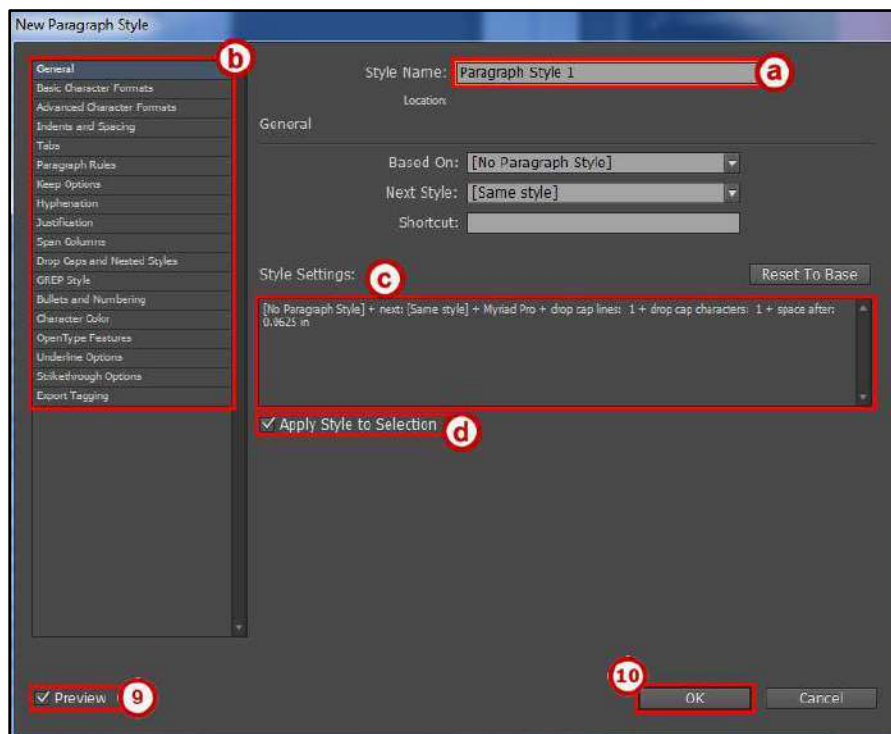 New Paragraph Style
b
General
Basic Character Formats
Advanced Character Formats
Indents and Spacing
Tabs
Paragraph Rules
Keep Options
Hyphenation
Justification
Span Columns
Drop Caps and Nested Styles
GREP Style
Bullets and Numbering
Character Color
OpenType Features
Underline Options
Strikethrough Options
Export Tagging
Style Name: Paragraph Style 1 a
Location:
General
Based On: [No Paragraph Style]
Next Style: [Same style]
Shortcut:
Style Settings: c Reset To Base
[No Paragraph Style] + next: [Same style] + Myriad Pro + drop cap lines: 1 + drop cap characters: 1 + space after:
0.9625 in
Apply Style to Selection d
Preview 9
10 OK Cancel